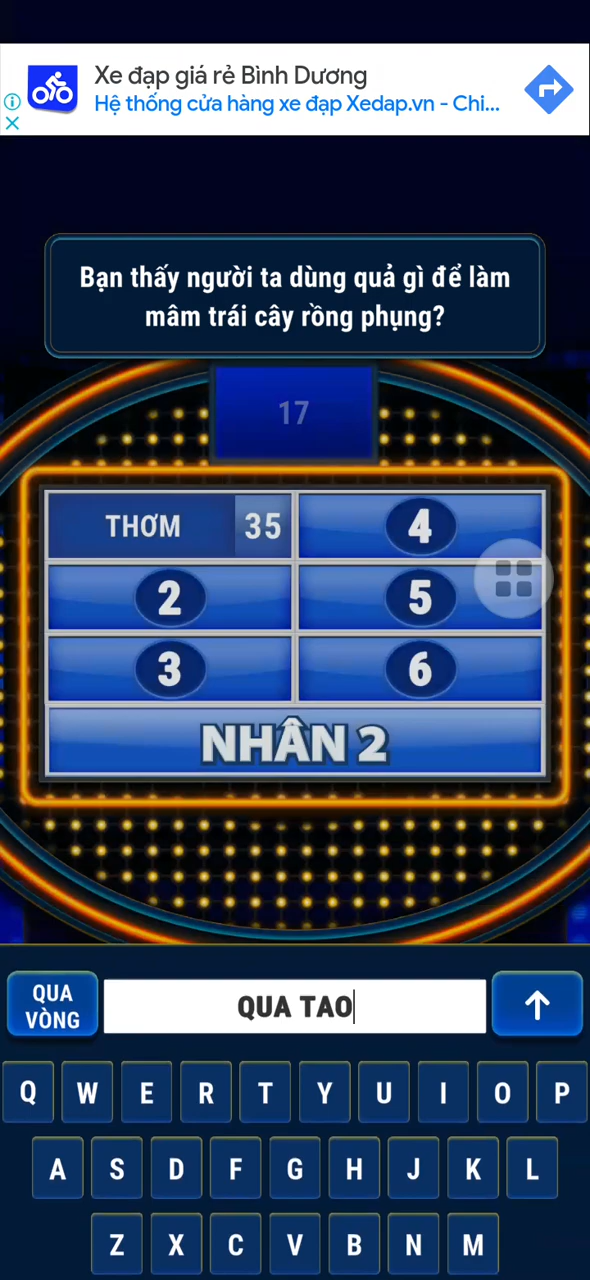 Xe đạp giá rẻ Bình Dương
Hệ thống cửa hàng xe đạp Xedap.vn - Chi...
Bạn thấy người ta dùng quả gì để làm
mâm trái cây rồng phụng?
17
THƠM 35 4
2 5
3 6
NHÂN 2
QUA
VÒNG
QUA TAO
Q W E R T Y U I O P
A S D F G H J K L
Z X C V B N M